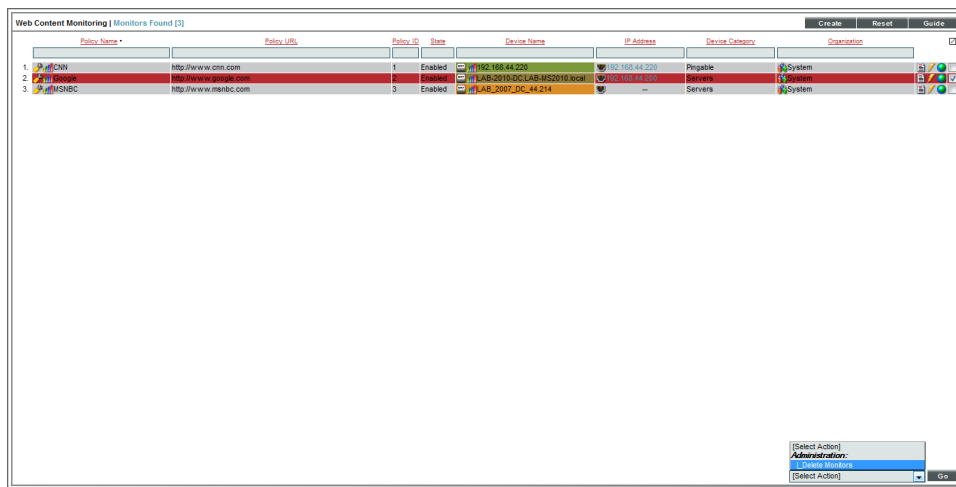 Web Content Monitoring | Monitors Found [3] Create Reset Guide
Policy Name • Policy URL Policy ID State Device Name IP Address Device Category Organization
1. CNN http://www.cnn.com 1 Enabled 192.168.44.220 192.168.44.220 Pingable System
2. Google http://www.google.com 2 Enabled LAB-2010-DC.LAB-MS2010.local Servers System
3. MSNBC http://www.msnbc.com 3 Enabled LAB_2007_DC_44.214 -- Servers System
[Select Action]
Administration:
|_Delete Monitors
[Select Action] Go